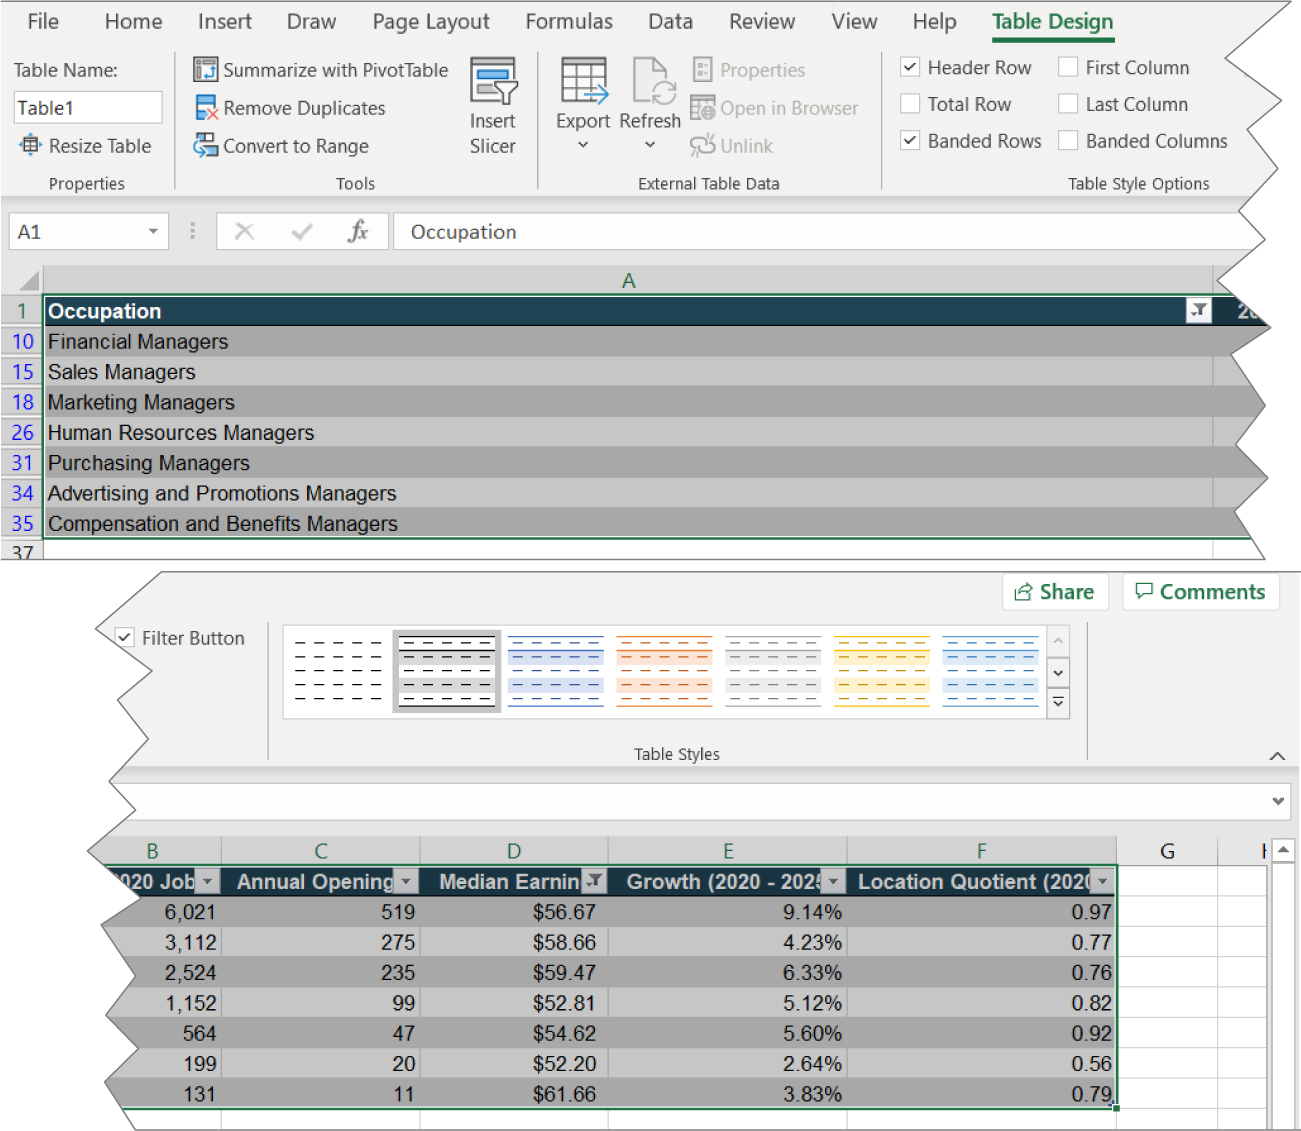 File Home Insert Draw Page Layout Formulas Data Review View Help Table Design
Table Name:
Table1
Resize Table
Properties
Summarize with PivotTable
Remove Duplicates
Convert to Range
Tools
Insert
Slicer
Export
Refresh
Properties
Open in Browser
Unlink
External Table Data
Header Row
First Column
Total Row
Last Column
Banded Rows
Banded Columns
Table Style Options
A1
fx
Occupation
A
1 Occupation
10 Financial Managers
15 Sales Managers
18 Marketing Managers
26 Human Resources Managers
31 Purchasing Managers
34 Advertising and Promotions Managers
35 Compensation and Benefits Managers
37
Share Comments
Filter Button
Table Styles
B C D E F G
020 Job Annual Opening Median Earnin Growth (2020 - 202 Location Quotient (202
6,021 519 $56.67 9.14% 0.97
3,112 275 $58.66 4.23% 0.77
2,524 235 $59.47 6.33% 0.76
1,152 99 $52.81 5.12% 0.82
564 47 $54.62 5.60% 0.92
199 20 $52.20 2.64% 0.56
131 11 $61.66 3.83% 0.79